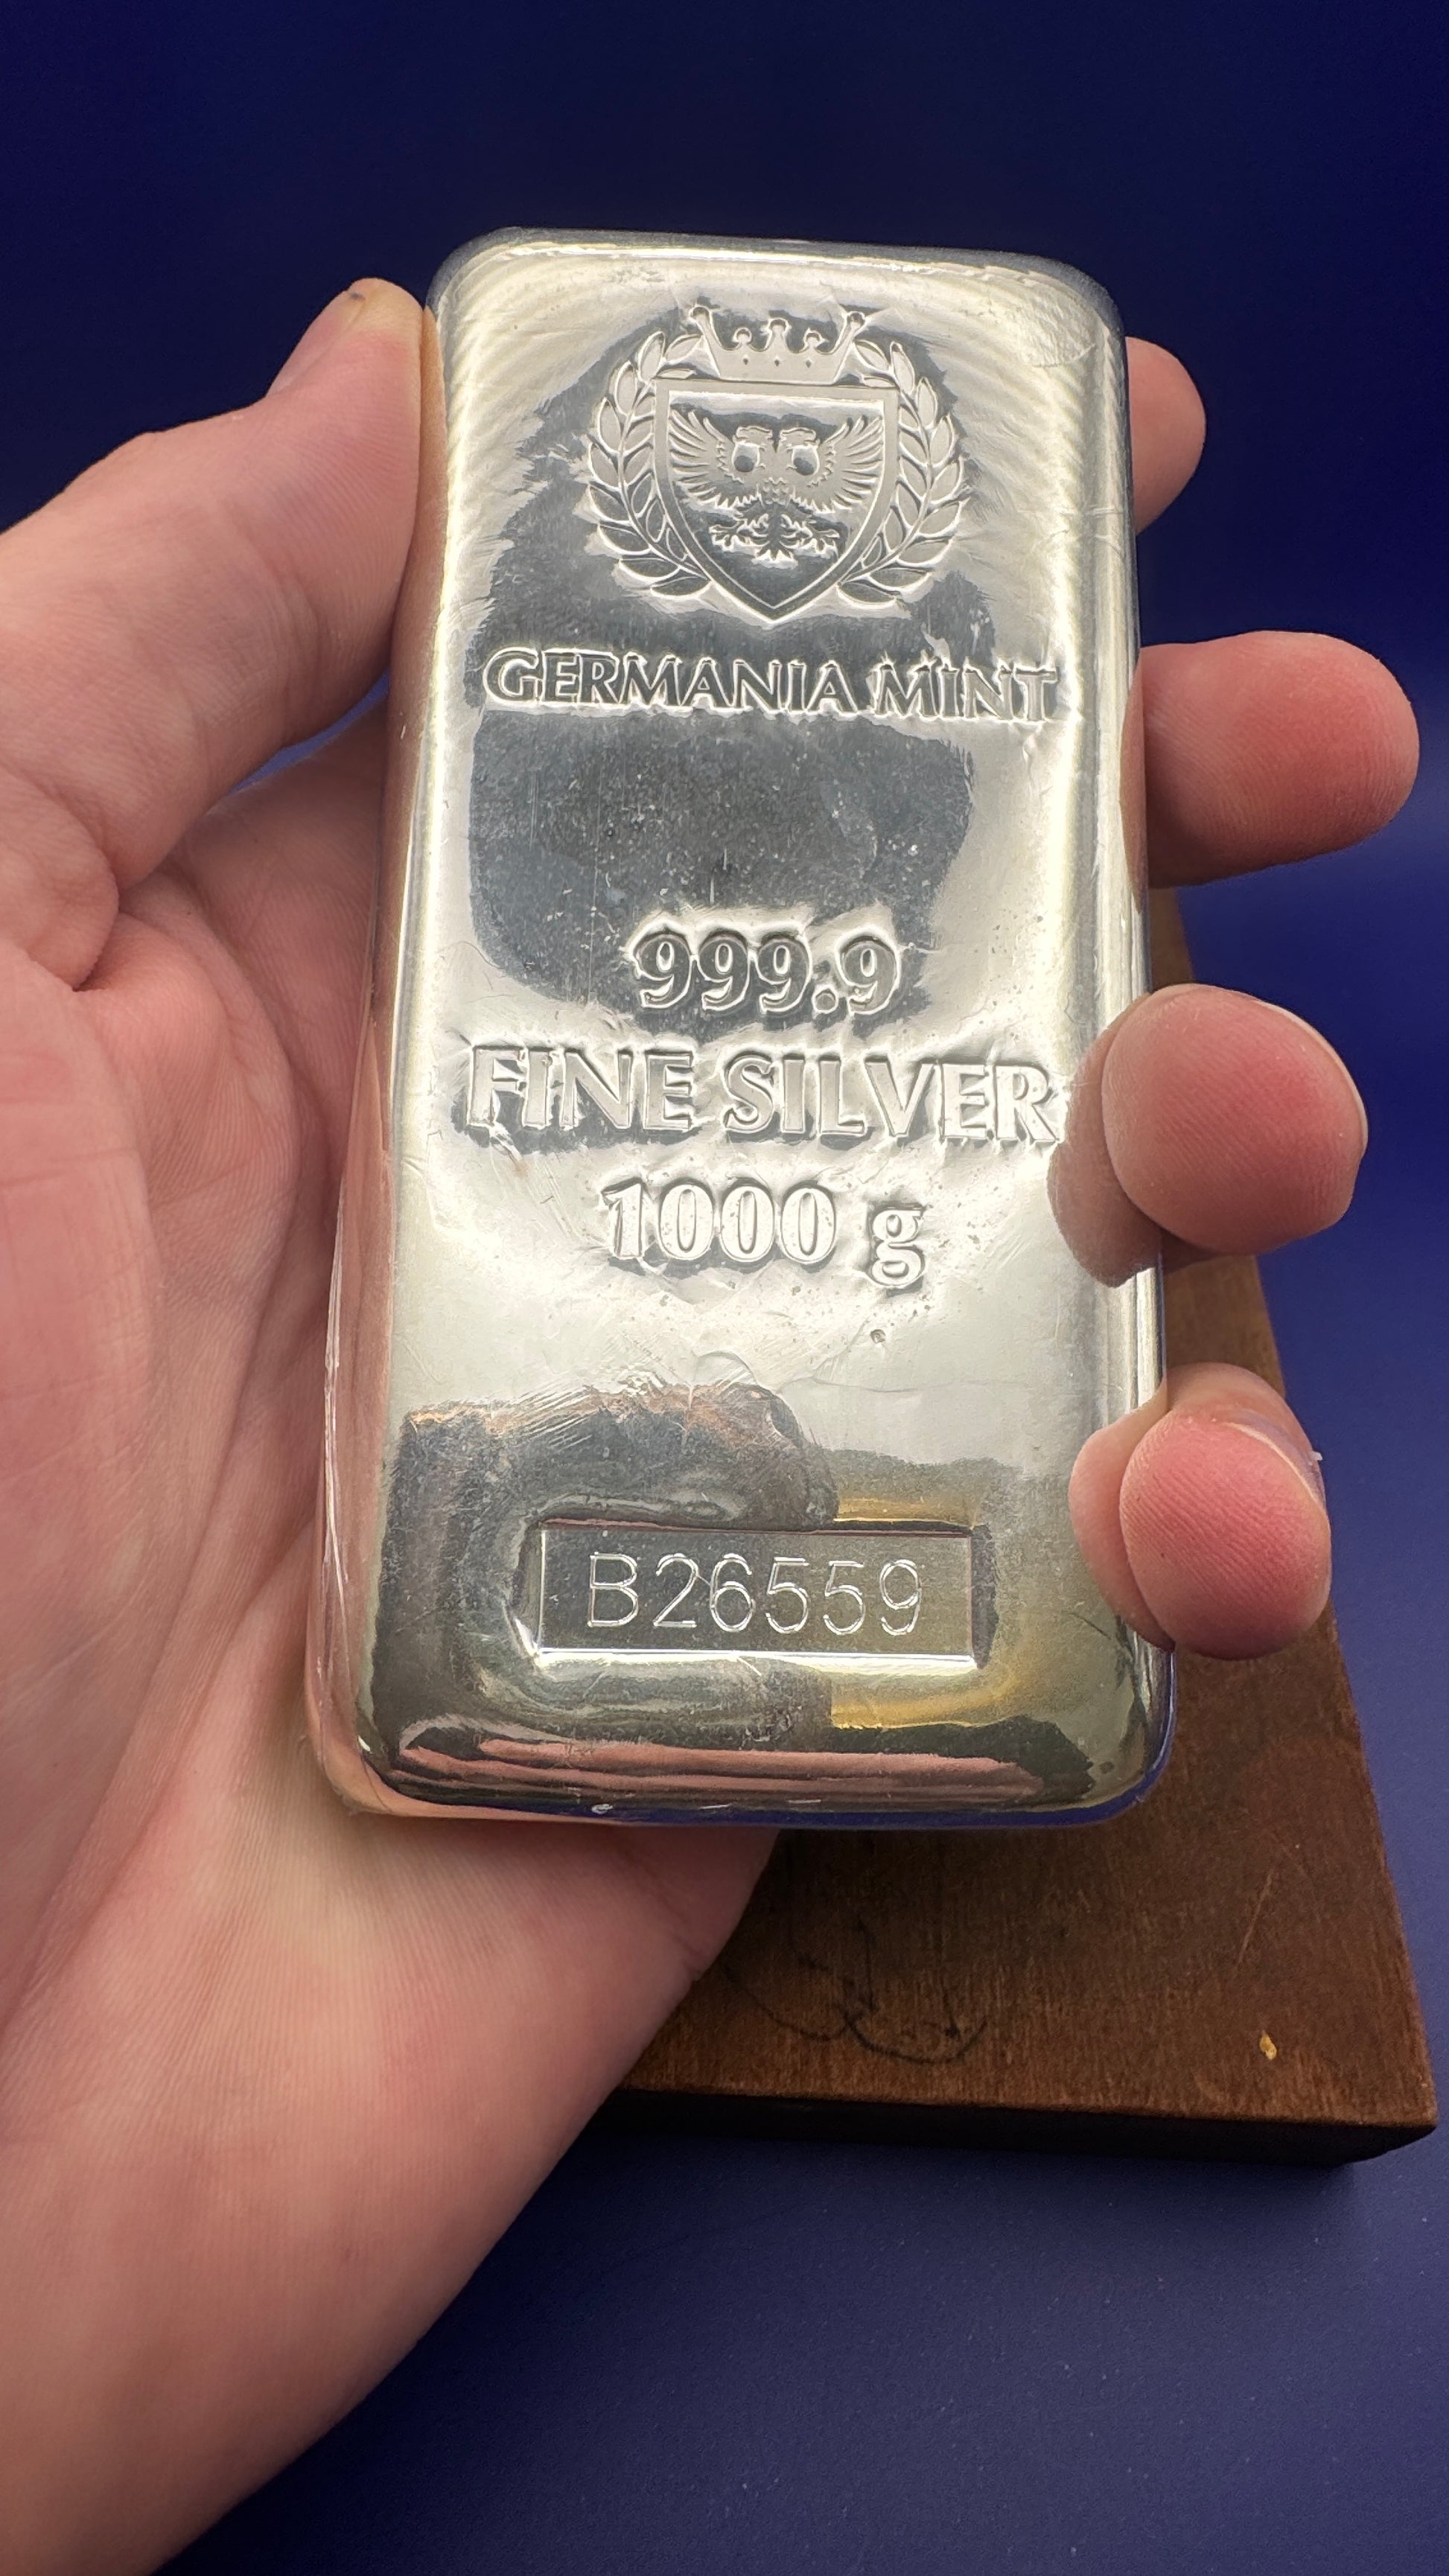 GERMANIA MINT
999.9
FINE SILVER
1000 g
B26559